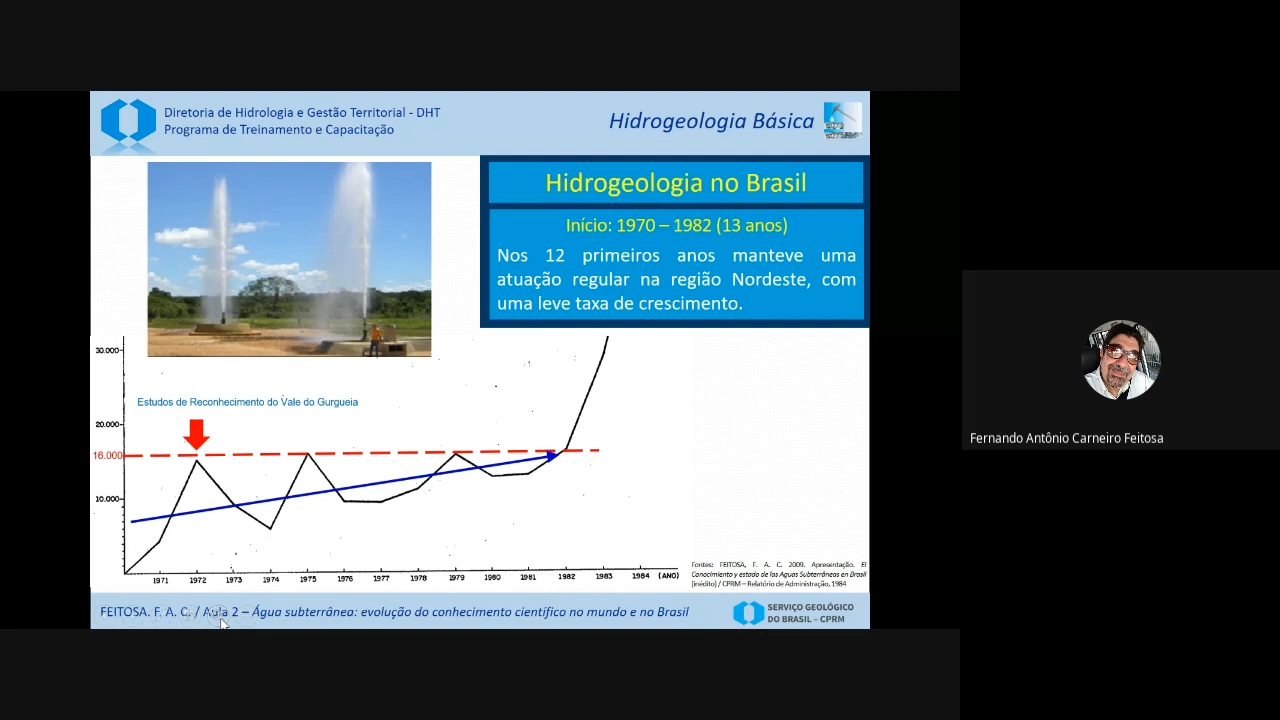 Diretoria de Hidrologia e Gestão Territorial - DHT
Programa de Treinamento e Capacitação
Hidrogeologia Básica
Hidrogeologia no Brasil
Início: 1970 – 1982 (13 anos)
Nos 12 primeiros anos manteve uma
atuação regular na região Nordeste, com
uma leve taxa de crescimento.
30.000
Estudos de Reconhecimento do Vale do Gurgueia
20.000
16.000
10.000
1971 1972 1973 1974 1975 1976 1977 1978 1979 1980 1981 1982 1983 1984 (ANO)
Fontes: FEITOSA, F. A. C. 2009. Apresentação. El
Conocimiento y estado de las Aguas Subterráneas en Brasil
(inédito) / CPRM – Relatório de Administração, 1984
FEITOSA. F. A. C. / Aula 2 – Água subterrânea: evolução do conhecimento científico no mundo e no Brasil
SERVIÇO GEOLÓGICO
DO BRASIL – CPRM
Fernando Antônio Carneiro Feitosa